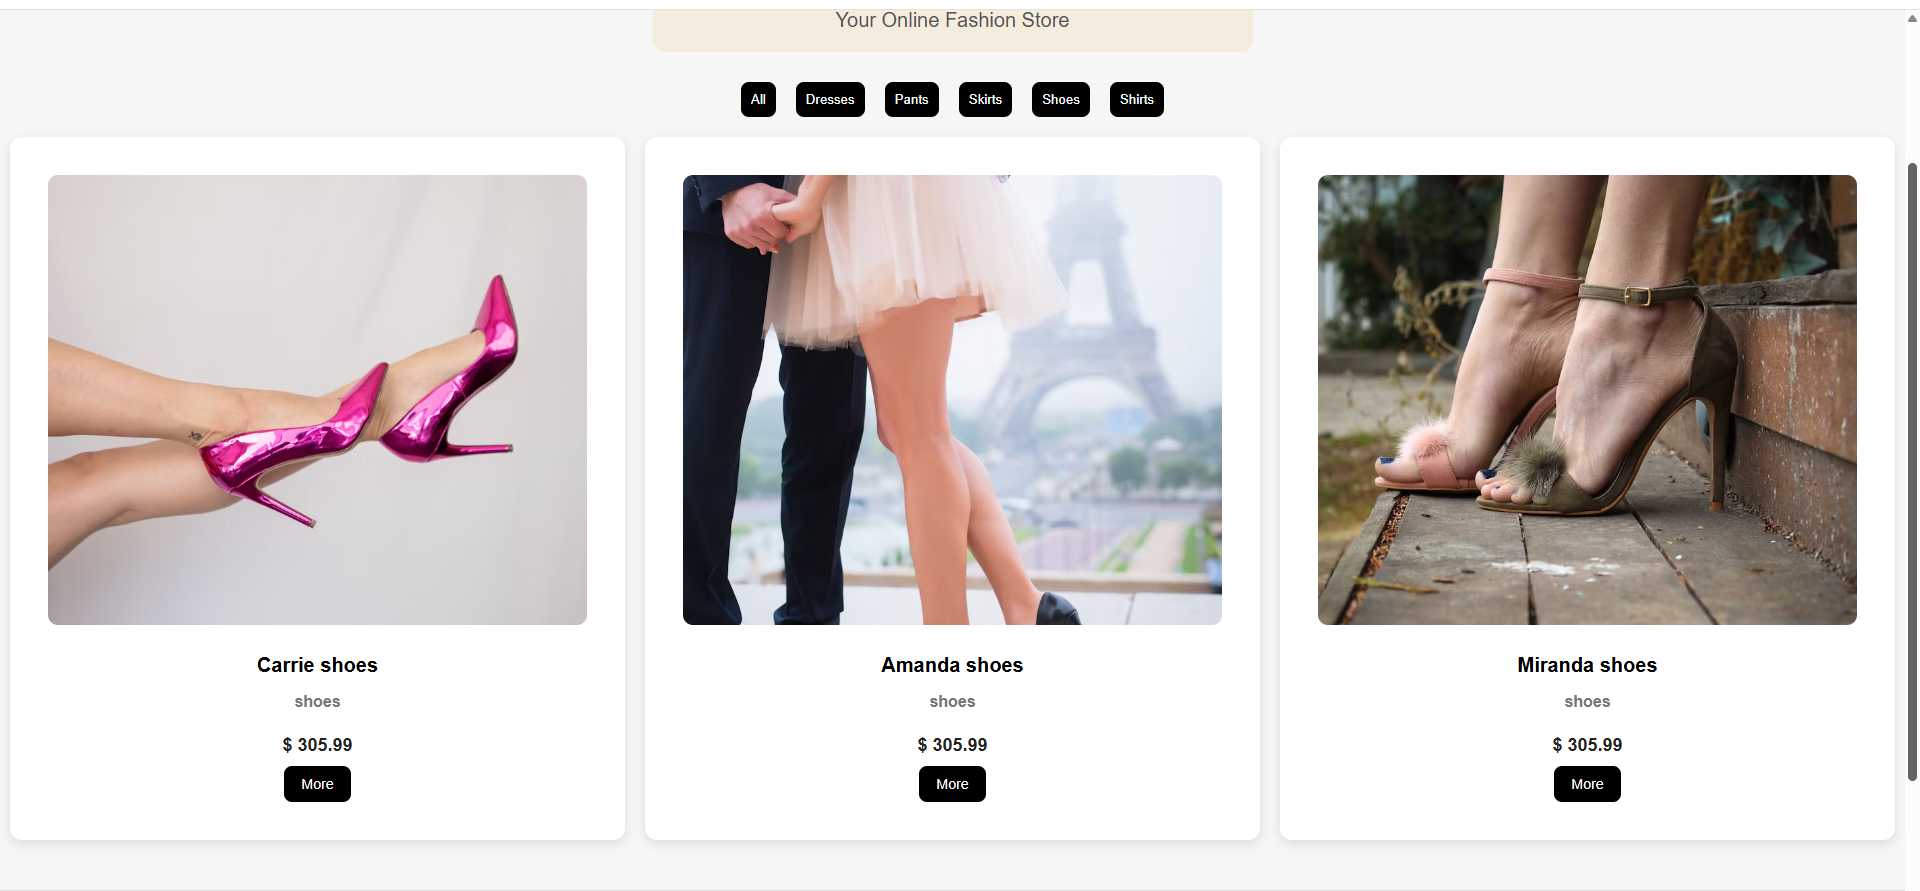 Your Online Fashion Store
All Dresses Pants Skirts Shoes Shirts
Carrie shoes
shoes
$ 305.99
More
Amanda shoes
shoes
$ 305.99
More
Miranda shoes
shoes
$ 305.99
More